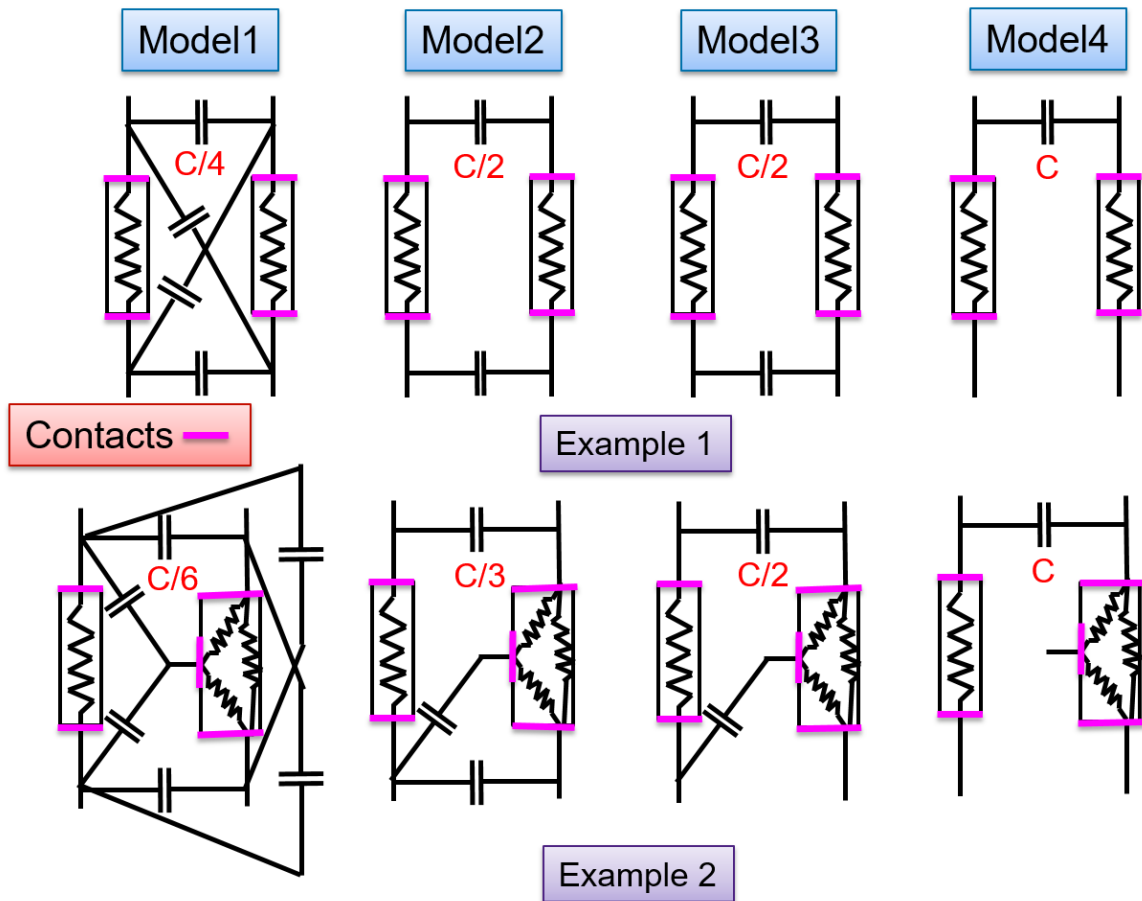 Model1
Model2
Model3
Model4
C/4
C/2
C/2
C
Contacts
Example 1
C/6
C/3
C/2
C
Example 2